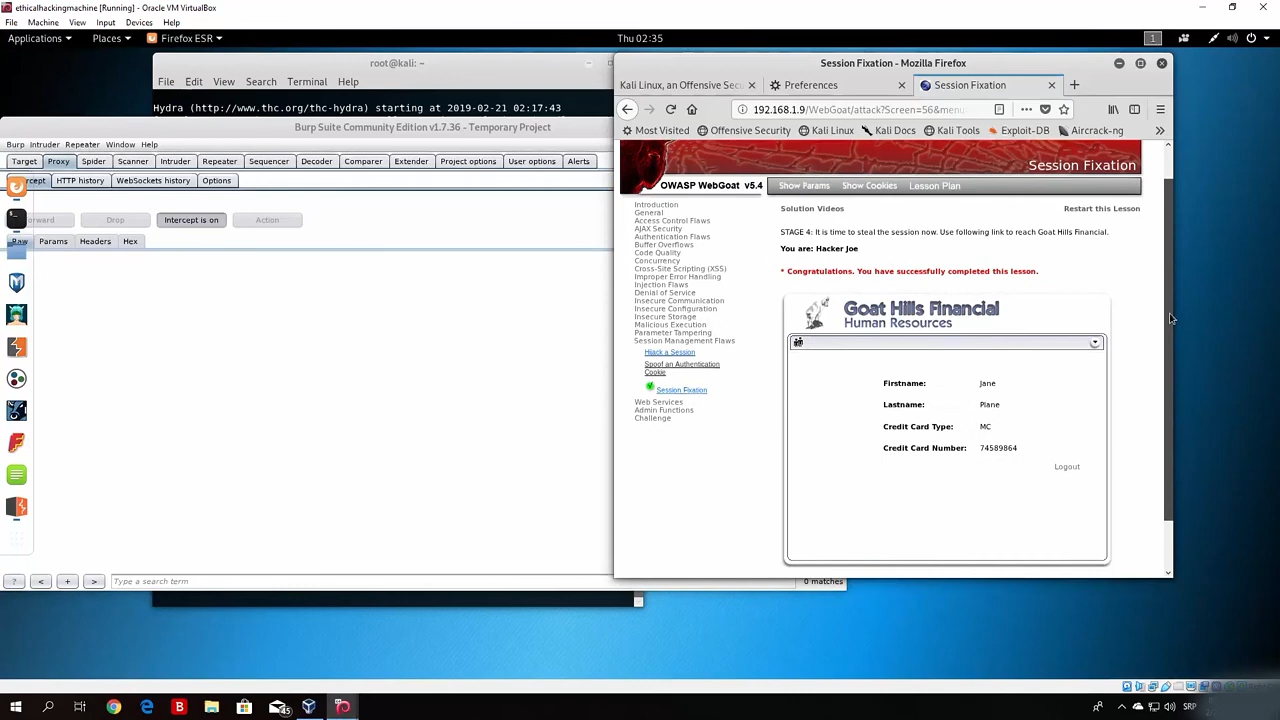 ethicalhackingmachine [Running] - Oracle VM VirtualBox
File Machine View Input Devices Help
Applications Places Firefox ESR Thu 02:35 1
root@kali: ~
File Edit View Search Terminal Help
Hydra (http://www.thc.org/thc-hydra) starting at 2019-02-21 02:17:43
Burp Suite Community Edition v1.7.36 - Temporary Project
Burp Intruder Repeater Window Help
Target Proxy Spider Scanner Intruder Repeater Sequencer Decoder Comparer Extender Project options User options Alerts
cept HTTP history WebSockets history Options
orward Drop Intercept is on Action
Raw Params Headers Hex
? < + > Type a search term 0 matches
Session Fixation - Mozilla Firefox
Kali Linux, an Offensive Secu Preferences Session Fixation
192.168.1.9/WebGoat/attack?Screen=56&menu
Most Visited Offensive Security Kali Linux Kali Docs Kali Tools Exploit-DB Aircrack-ng
Session Fixation
OWASP WebGoat v5.4 Show Params Show Cookies Lesson Plan
Introduction
General
Access Control Flaws
AJAX Security
Authentication Flaws
Buffer Overflows
Code Quality
Concurrency
Cross-Site Scripting (XSS)
Improper Error Handling
Injection Flaws
Denial of Service
Insecure Communication
Insecure Configuration
Insecure Storage
Malicious Execution
Parameter Tampering
Session Management Flaws
Hijack a Session
Spoof an Authentication
Cookie
Session Fixation
Web Services
Admin Functions
Challenge
Solution Videos Restart this Lesson
STAGE 4: It is time to steal the session now. Use following link to reach Goat Hills Financial.
You are: Hacker Joe
* Congratulations. You have successfully completed this lesson.
Goat Hills Financial
Human Resources
Firstname: Jane
Lastname: Plane
Credit Card Type: MC
Credit Card Number: 74589864
Logout
45 SRP